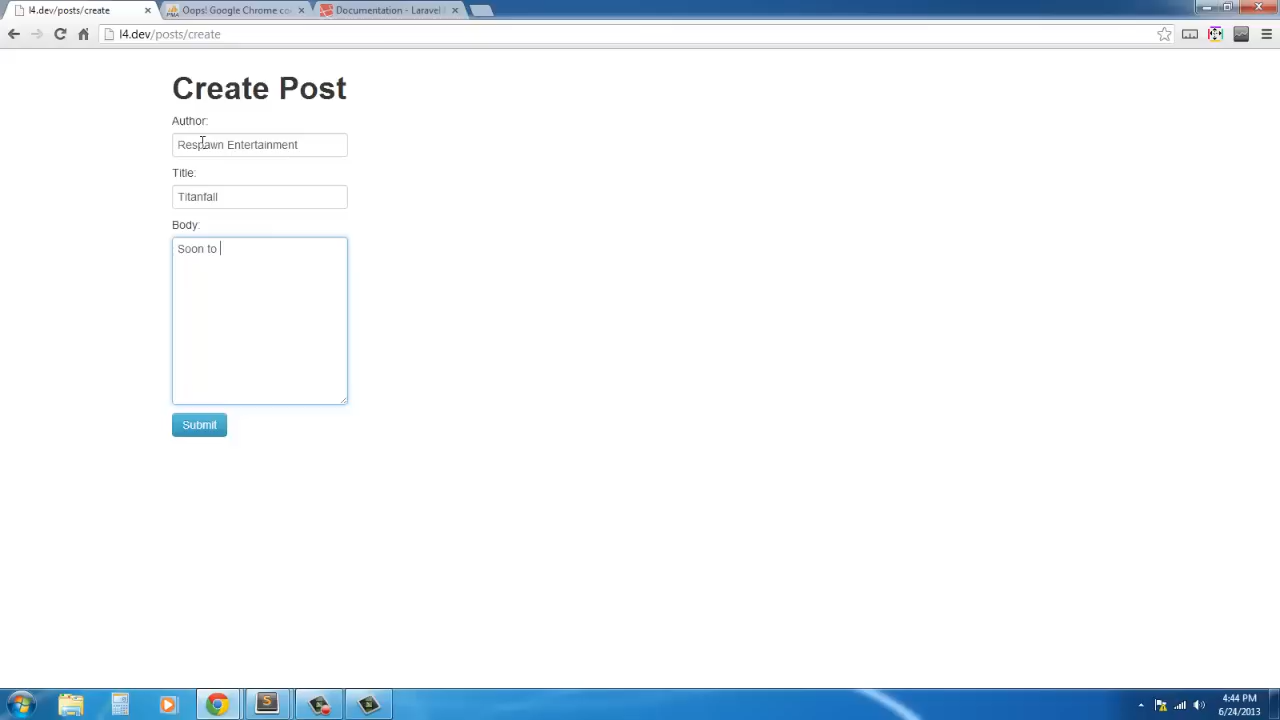 l4.dev/posts/create
Oops! Google Chrome co
Documentation - Laravel
l4.dev/posts/create
Create Post
Author:
Respawn Entertainment
Title:
Titanfall
Body:
Soon to
Submit
4:44 PM
6/24/2013